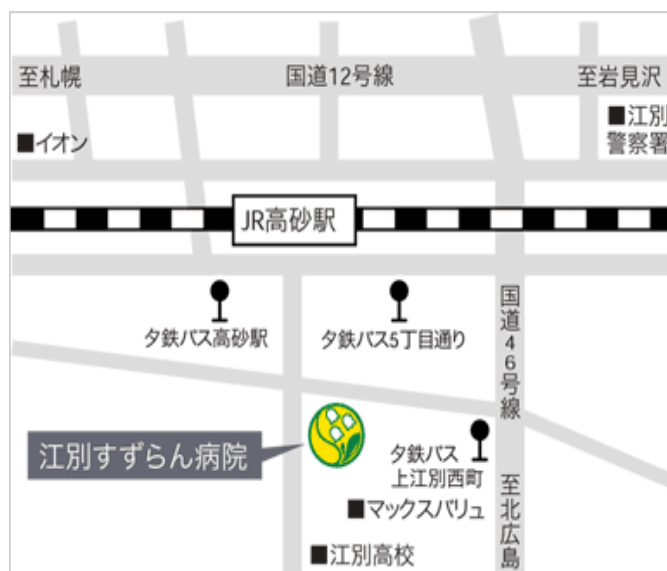 国道12号線
至札幌
至岩見沢
■イオン
■江別
警察署
JR高砂駅
夕鉄バス高砂駅
夕鉄バス5丁目通り
国道46号線
江別すずらん病院
夕鉄バス
上江別西町
至北広島
■マックスバリュ
■江別高校